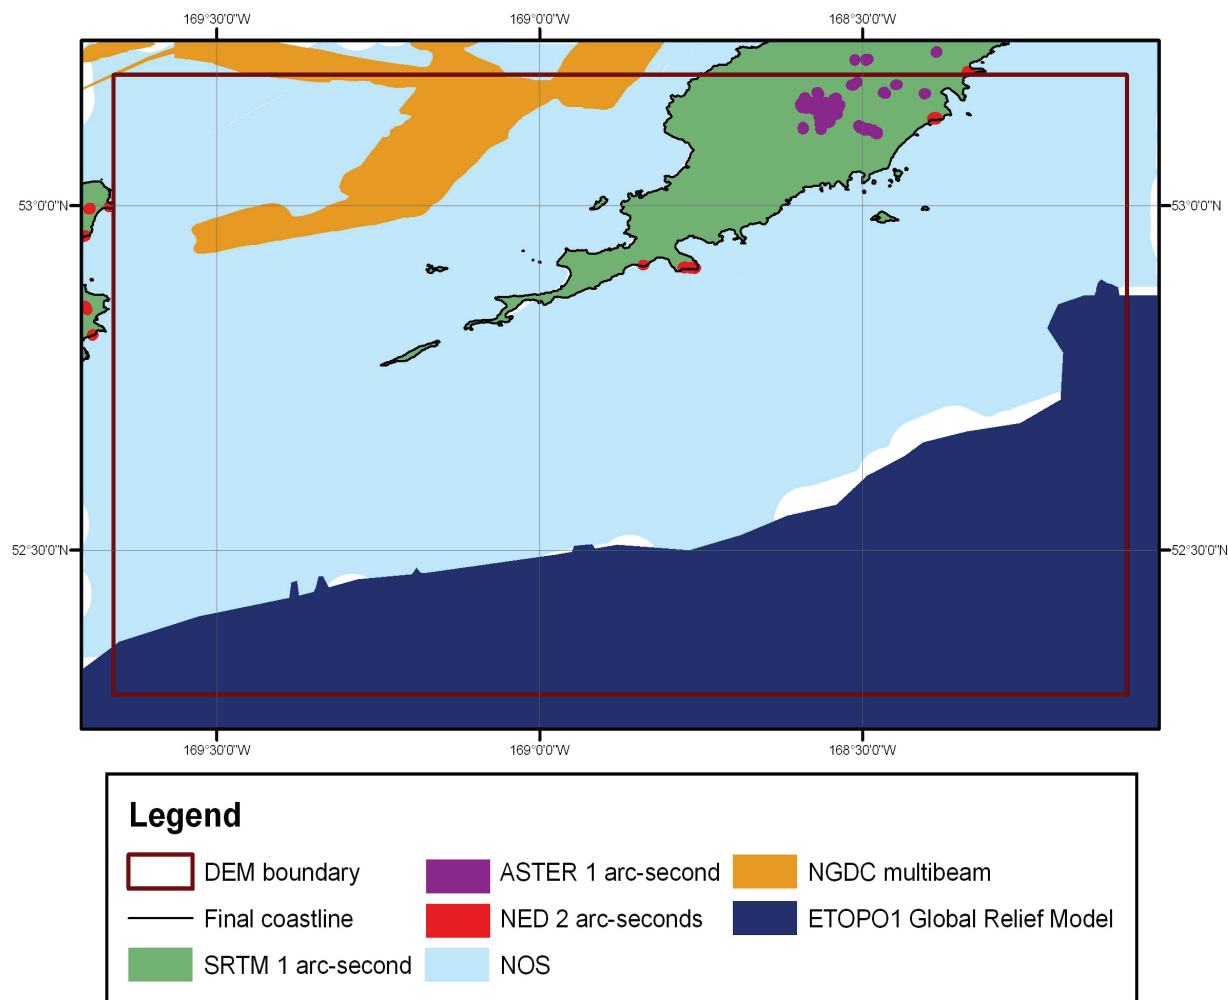 169°30'0"W 169°0'0"W 168°30'0"W
53°0'0"N 53°0'0"N
52°30'0"N 52°30'0"N
169°30'0"W 169°0'0"W 168°30'0"W
Legend
DEM boundary
Final coastline
SRTM 1 arc-second
ASTER 1 arc-second
NED 2 arc-seconds
NOS
NGDC multibeam
ETOPO1 Global Relief Model